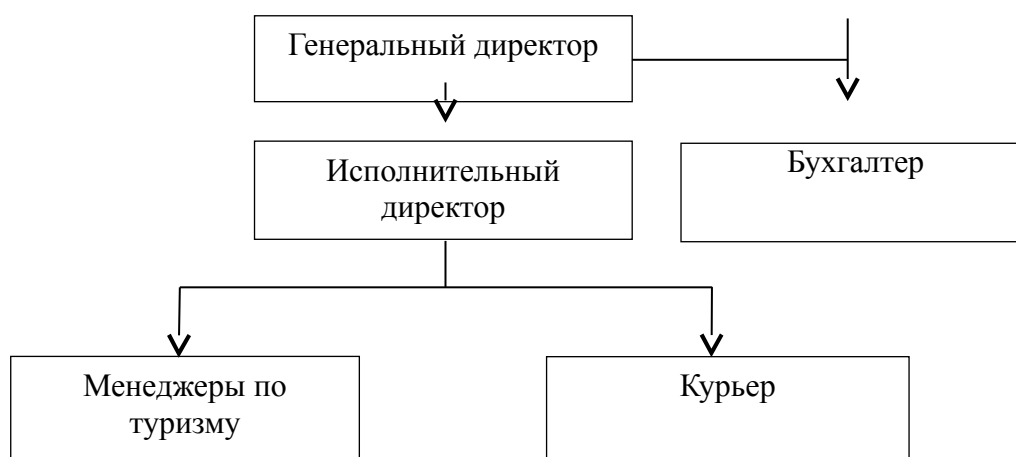 Генеральный директор
Исполнительный
директор
Бухгалтер
Менеджеры по
туризму
Курьер